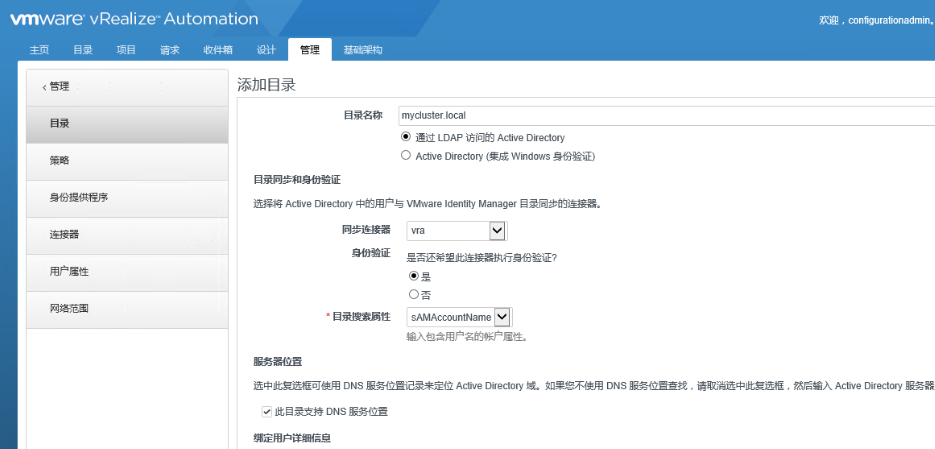 vmware vRealize™ Automation
欢迎，configurationadmin。
主页 目录 项目 请求 收件箱 设计 管理 基础架构
< 管理
目录
策略
身份提供程序
连接器
用户属性
网络范围
添加目录
目录名称 mycluster.local
通过 LDAP 访问的 Active Directory
Active Directory (集成 Windows 身份验证)
目录同步和身份验证
选择将 Active Directory 中的用户与 VMware Identity Manager 目录同步的连接器。
同步连接器 vra
身份验证 是否还希望此连接器执行身份验证?
是
否
* 目录搜索属性 sAMAccountName
输入包含用户名的帐户属性。
服务器位置
选中此复选框可使用 DNS 服务位置记录来定位 Active Directory 域。如果您不使用 DNS 服务位置查找，请取消选中此复选框，然后输入 Active Directory 服务器
此目录支持 DNS 服务位置
绑定用户详细信息